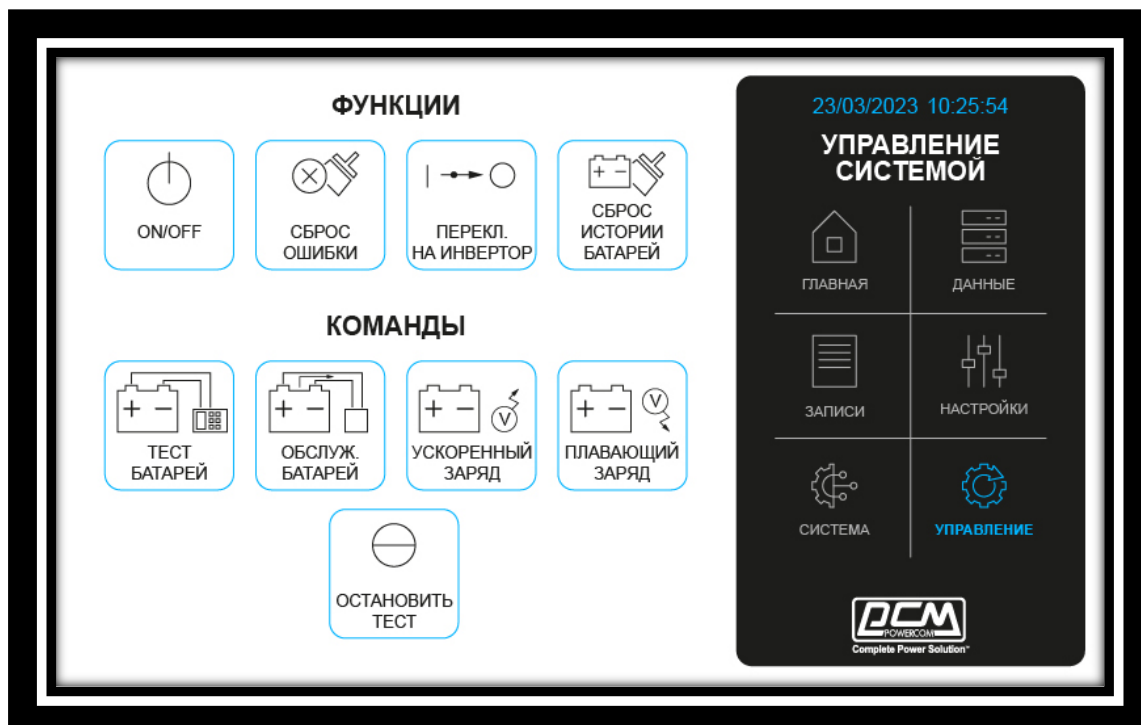 ФУНКЦИИ
ON/OFF
СБРОС
ОШИБКИ
ПЕРЕКЛ.
НА ИНВЕРТОР
СБРОС
ИСТОРИИ
БАТАРЕЙ
КОМАНДЫ
ТЕСТ
БАТАРЕЙ
ОБСЛУЖ.
БАТАРЕЙ
УСКОРЕННЫЙ
ЗАРЯД
ПЛАВАЮЩИЙ
ЗАРЯД
ОСТАНОВИТЬ
ТЕСТ
23/03/2023 10:25:54
УПРАВЛЕНИЕ
СИСТЕМОЙ
ГЛАВНАЯ
ДАННЫЕ
ЗАПИСИ
НАСТРОЙКИ
СИСТЕМА
УПРАВЛЕНИЕ
PCM
POWERCOM
Complete Power Solution™